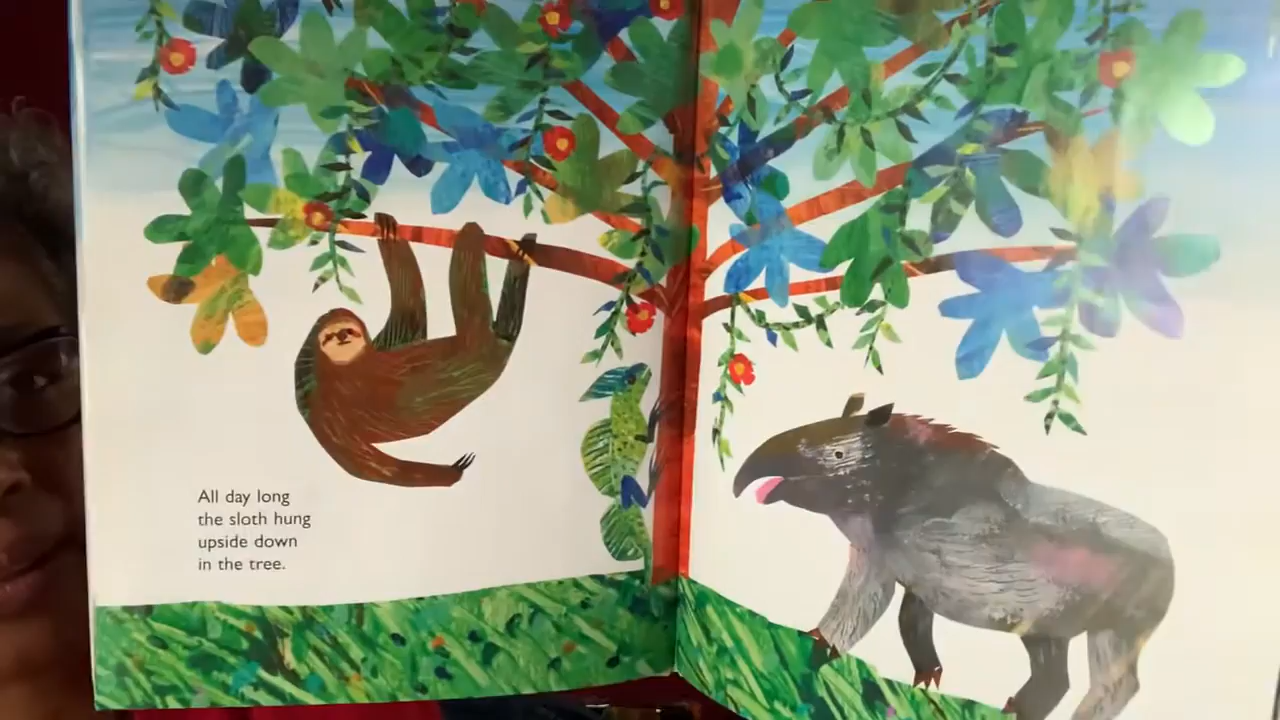 All day long
the sloth hung
upside down
in the tree.